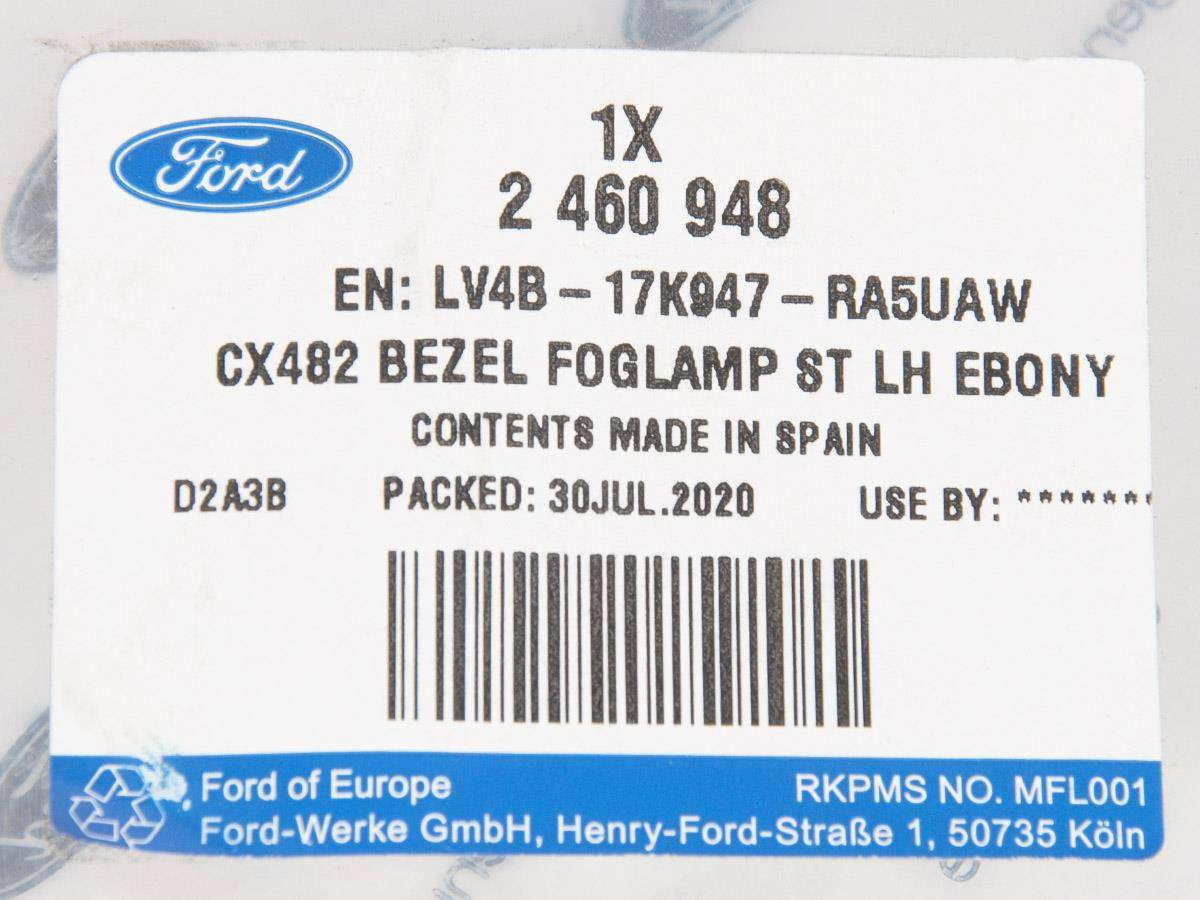 Ford
1X
2 460 948
EN: LV4B - 17K947 - RA5UAW
CX482 BEZEL FOGLAMP ST LH EBONY
CONTENTS MADE IN SPAIN
D2A3B PACKED: 30JUL.2020 USE BY: *******
Ford of Europe RKPMS NO. MFL001
Ford-Werke GmbH, Henry-Ford-Straße 1, 50735 Köln